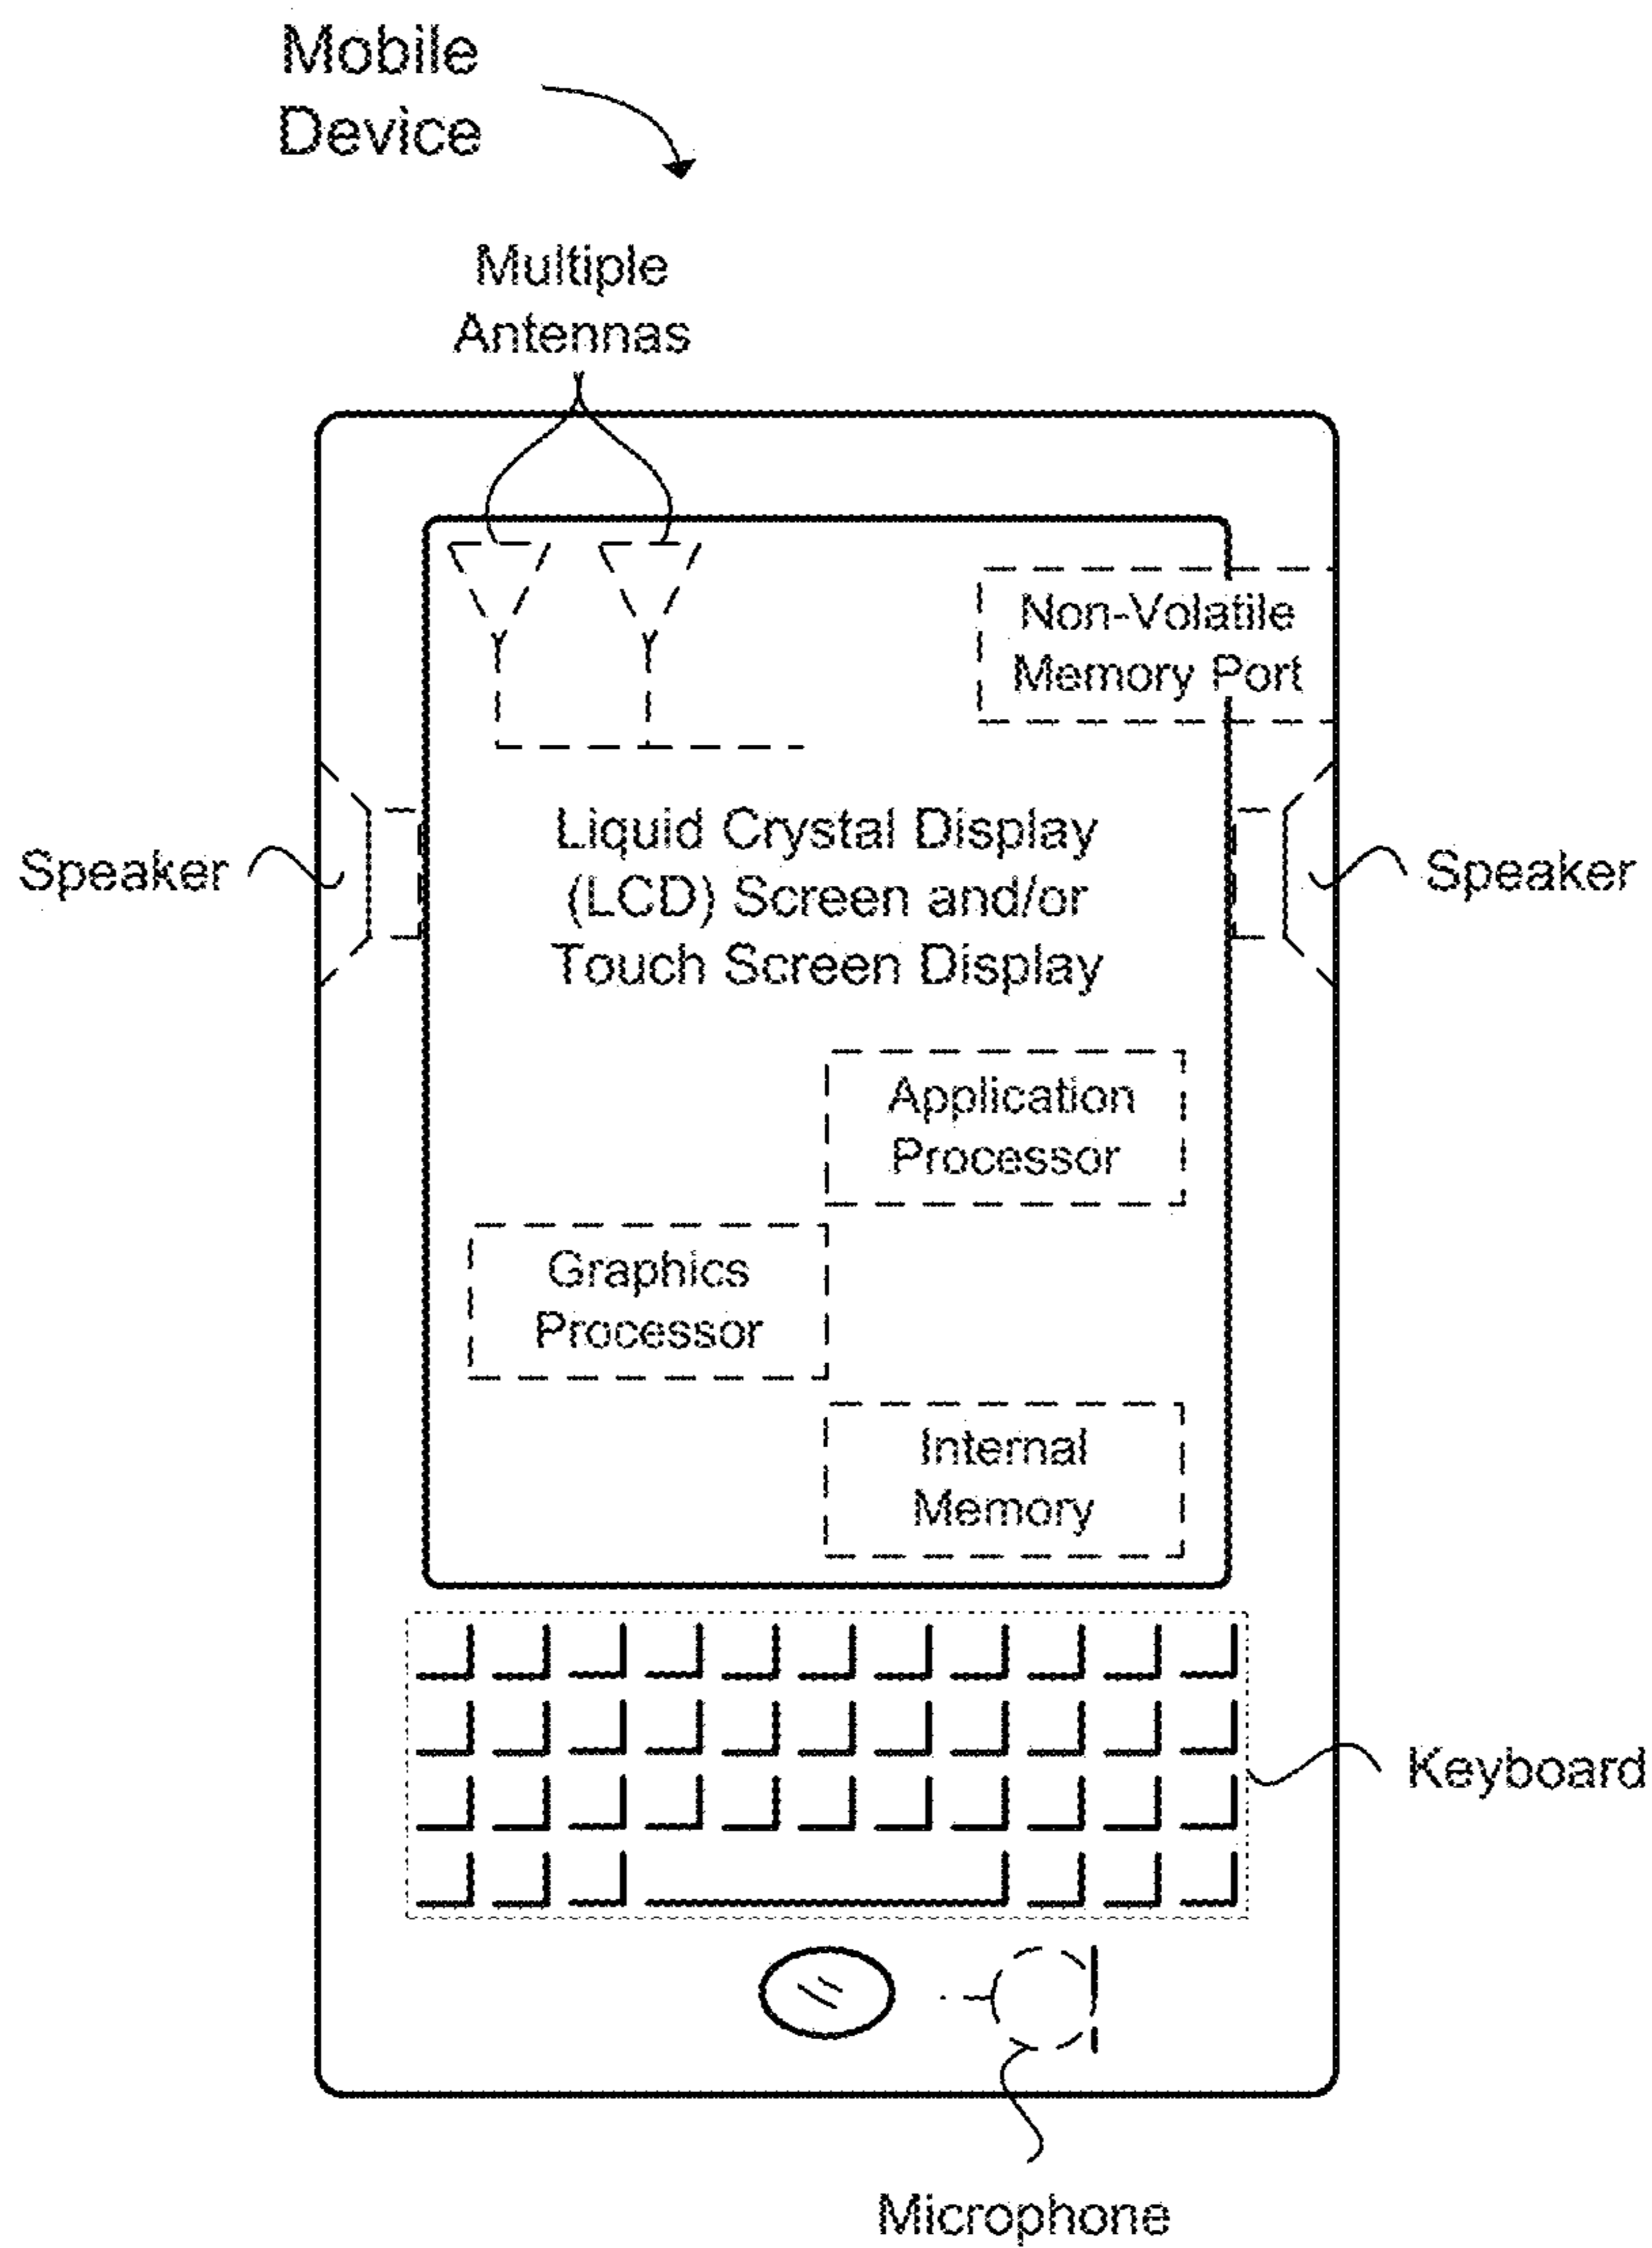 Mobile
Device
Multiple
Antennas
Non-Volatile
Memory Port
Speaker
Liquid Crystal Display
(LCD) Screen and/or
Touch Screen Display
Speaker
Application
Processor
Graphics
Processor
Internal
Memory
Keyboard
Microphone